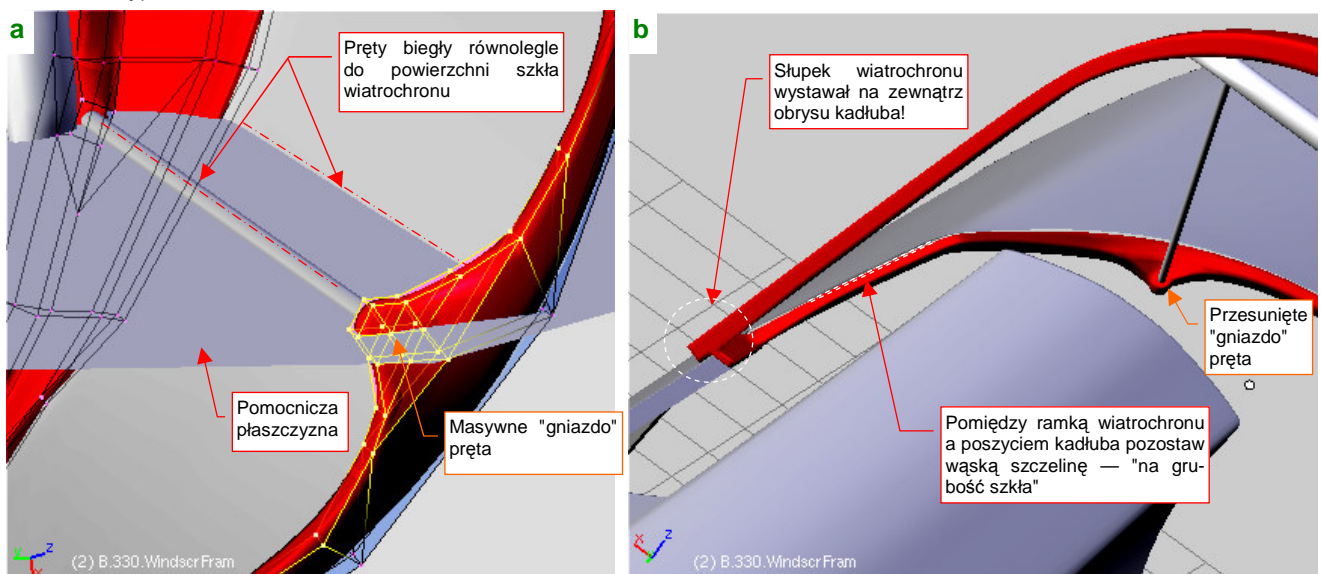 a
Pręty biegły równolegle
do powierzchni szkła
wiatrochronu
Pomocnicza
płaszczyzna
Masywne "gniazdo"
pręta
y
z
x
(2) B.330.WindscrFram
b
Słupek wiatrochronu
wystawał na zewnątrz
obrysu kadłuba!
Przesunięte
"gniazdo"
pręta
Pomiędzy ramką wiatrochronu
a poszyciem kadłuba pozostaw
wąską szczelinę — "na gru-
bość szkła"
x
z
y
(2) B.330.WindscrFram